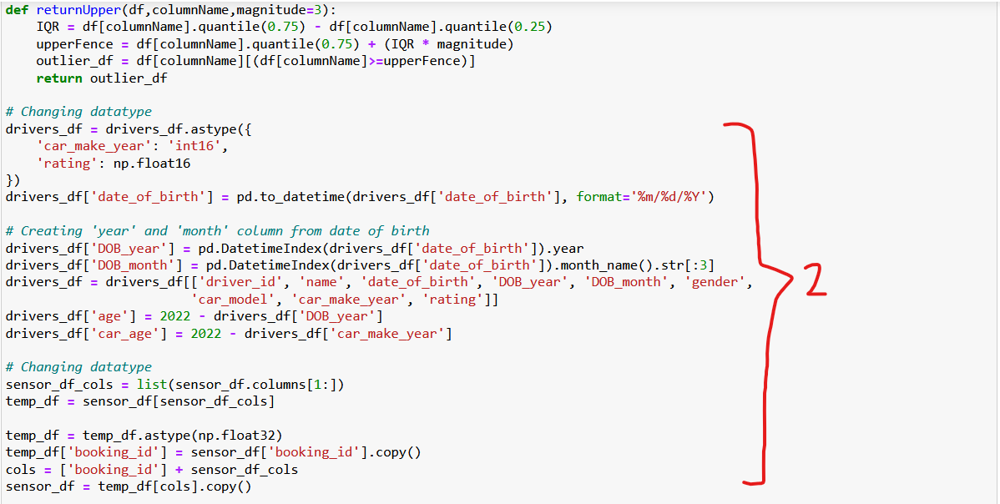 def returnUpper(df,columnName,magnitude=3):
    IQR = df[columnName].quantile(0.75) - df[columnName].quantile(0.25)
    upperFence = df[columnName].quantile(0.75) + (IQR * magnitude)
    outlier_df = df[columnName][(df[columnName]>=upperFence)]
    return outlier_df

# Changing datatype
drivers_df = drivers_df.astype({
    'car_make_year': 'int16',
    'rating': np.float16
})
drivers_df['date_of_birth'] = pd.to_datetime(drivers_df['date_of_birth'], format='%m/%d/%Y')

# Creating 'year' and 'month' column from date of birth
drivers_df['DOB_year'] = pd.DatetimeIndex(drivers_df['date_of_birth']).year
drivers_df['DOB_month'] = pd.DatetimeIndex(drivers_df['date_of_birth']).month_name().str[:3]
drivers_df = drivers_df[['driver_id', 'name', 'date_of_birth', 'DOB_year', 'DOB_month', 'gender',
                        'car_model', 'car_make_year', 'rating']]
2
drivers_df['age'] = 2022 - drivers_df['DOB_year']
drivers_df['car_age'] = 2022 - drivers_df['car_make_year']

# Changing datatype
sensor_df_cols = list(sensor_df.columns[1:])
temp_df = sensor_df[sensor_df_cols]

temp_df = temp_df.astype(np.float32)
temp_df['booking_id'] = sensor_df['booking_id'].copy()
cols = ['booking_id'] + sensor_df_cols
sensor_df = temp_df[cols].copy()